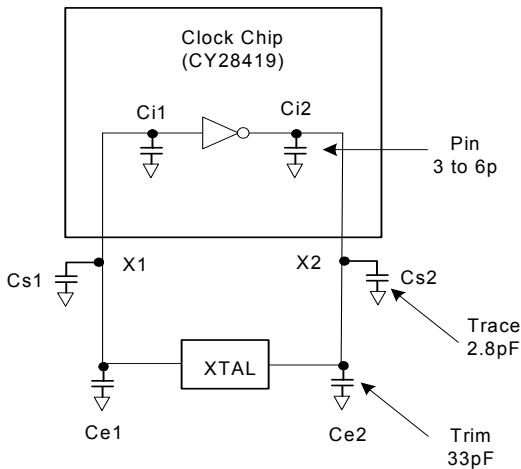 Clock Chip
(CY28419)
Ci1
Ci2
Pin
3 to 6p
X1
X2
Cs1
Cs2
Trace
2.8pF
XTAL
Ce1
Ce2
Trim
33pF